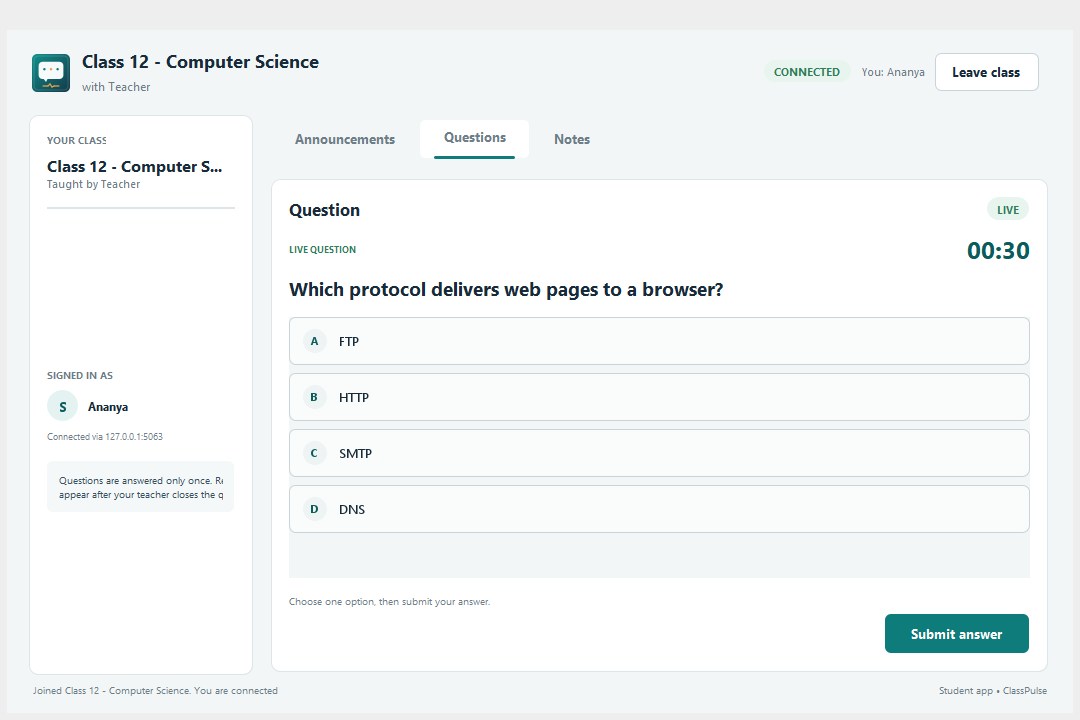 Class 12 - Computer Science
with Teacher
CONNECTED
You: Ananya
Leave class
YOUR CLASS
Class 12 - Computer S...
Taught by Teacher
SIGNED IN AS
S
Ananya
Connected via 127.0.0.1:5063
Questions are answered only once.
appear after your teacher closes the
Announcements
Questions
Notes
Question
LIVE
LIVE QUESTION
00:30
Which protocol delivers web pages to a browser?
A FTP
B HTTP
C SMTP
D DNS
Choose one option, then submit your answer.
Submit answer
Joined Class 12 - Computer Science. You are connected
Student app • ClassPulse